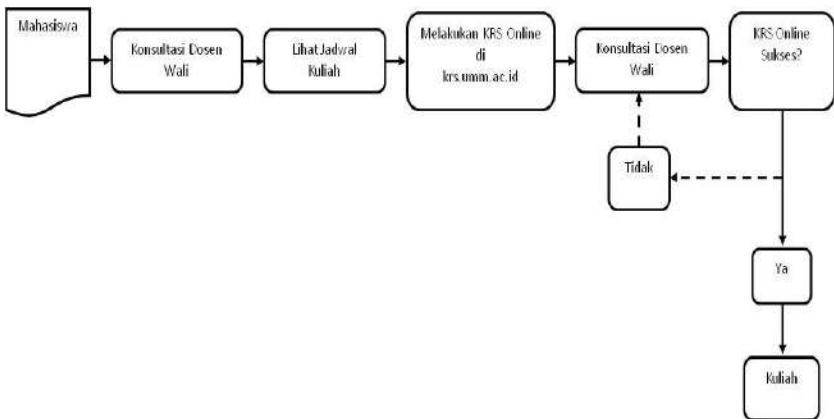 Mahasiswa
Konsultasi Dosen
Wali
Lihat Jadwal
Kuliah
Melakukan KRS Online
di
krs.umm.ac.id
Konsultasi Dosen
Wali
KRS Online
Sukses?
Tidak
Ya
Kuliah